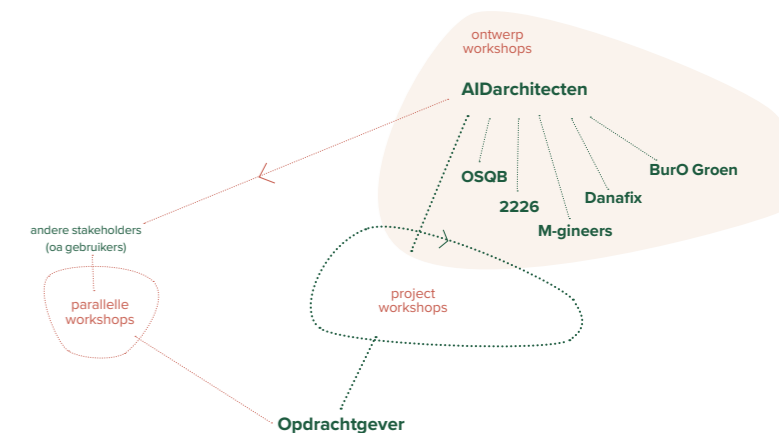 ontwerp
workshops
AIDarchitecten
OSQB
2226
M-gineers
Danafix
BurO Groen
andere stakeholders
(oa gebruikers)
parallelle
workshops
project
workshops
Opdrachtgever